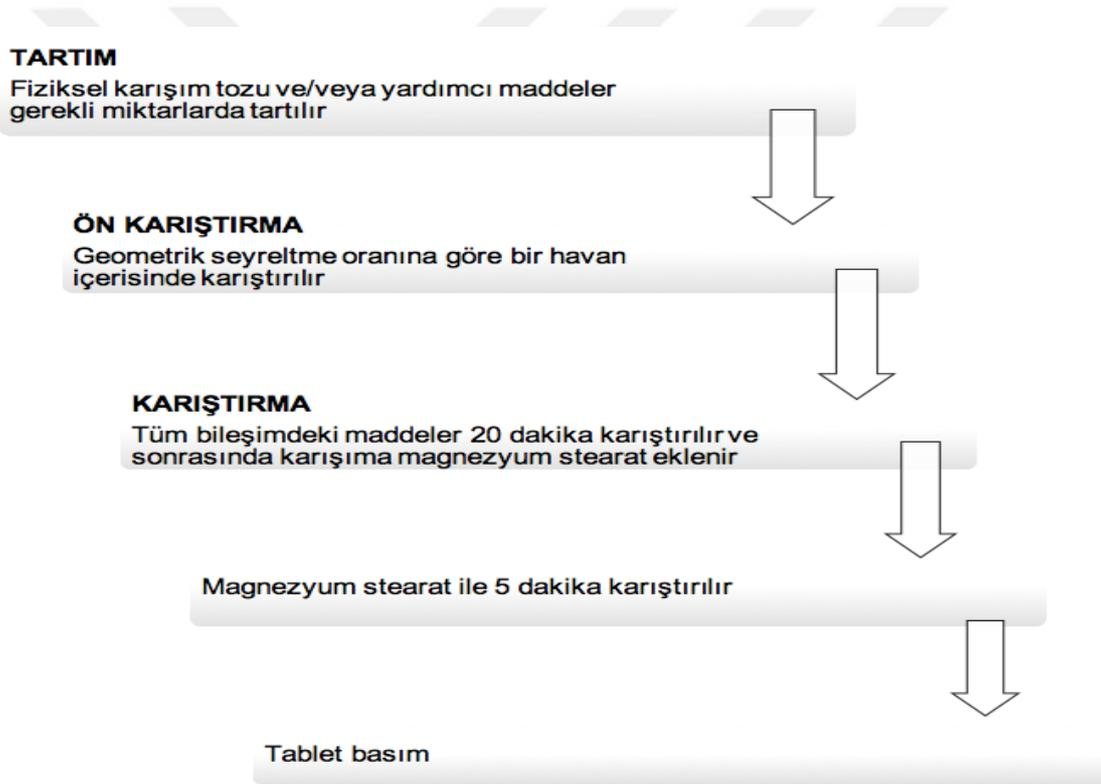 TARTIM
Fiziksel karışım tozu ve/veya yardımcı maddeler
gerekli miktarlarda tartılır
ÖN KARIŞTIRMA
Geometrik seyreltme oranına göre bir havan
içerisinde karıştırılır
KARIŞTIRMA
Tüm bileşimdeki maddeler 20 dakika karıştırılır ve
sonrasında karışıma magnezyum stearat eklenir
Magnezyum stearat ile 5 dakika karıştırılır
Tablet basım